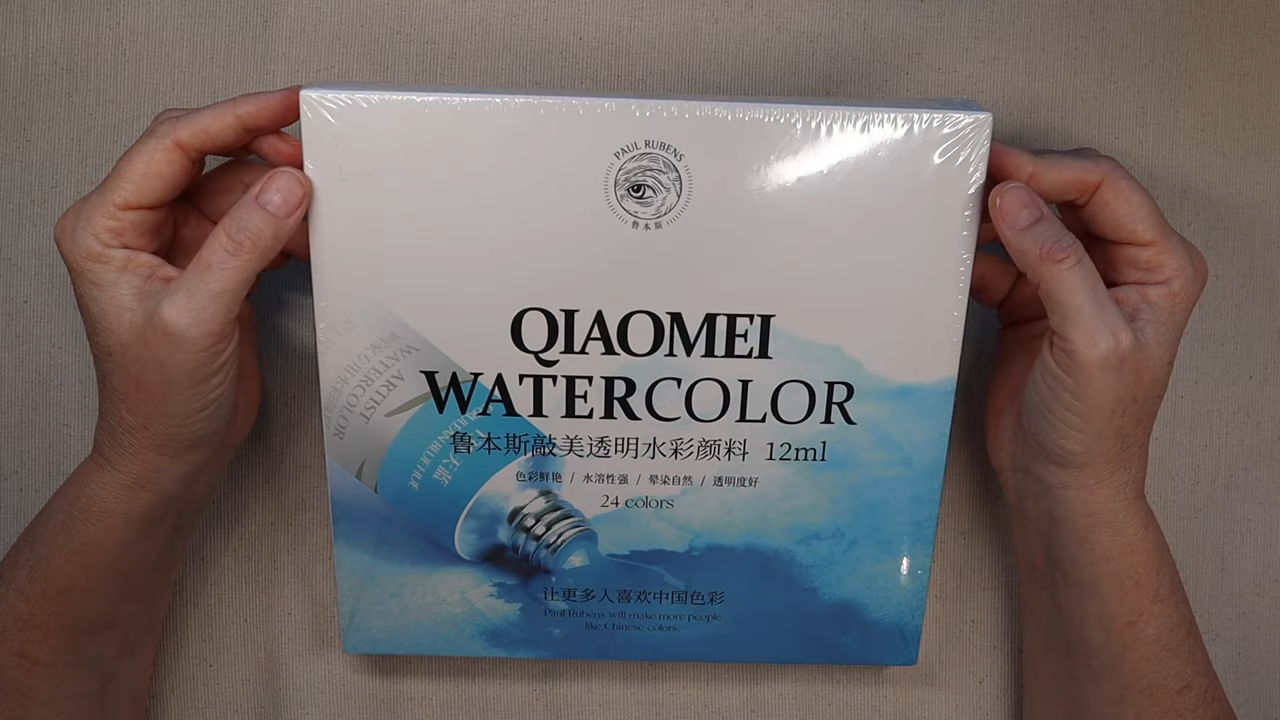 PAUL RUBENS
鲁本斯
QIAOMEI
WATERCOLOR
鲁本斯敲美透明水彩颜料 12ml
色彩鲜艳 / 水溶性强 / 晕染自然 / 透明度好
24 colors
ARTIST
WATERCOLOR
BLUE HUE
让更多人喜欢中国色彩
Paul Rubens will make more people
like Chinese colors.